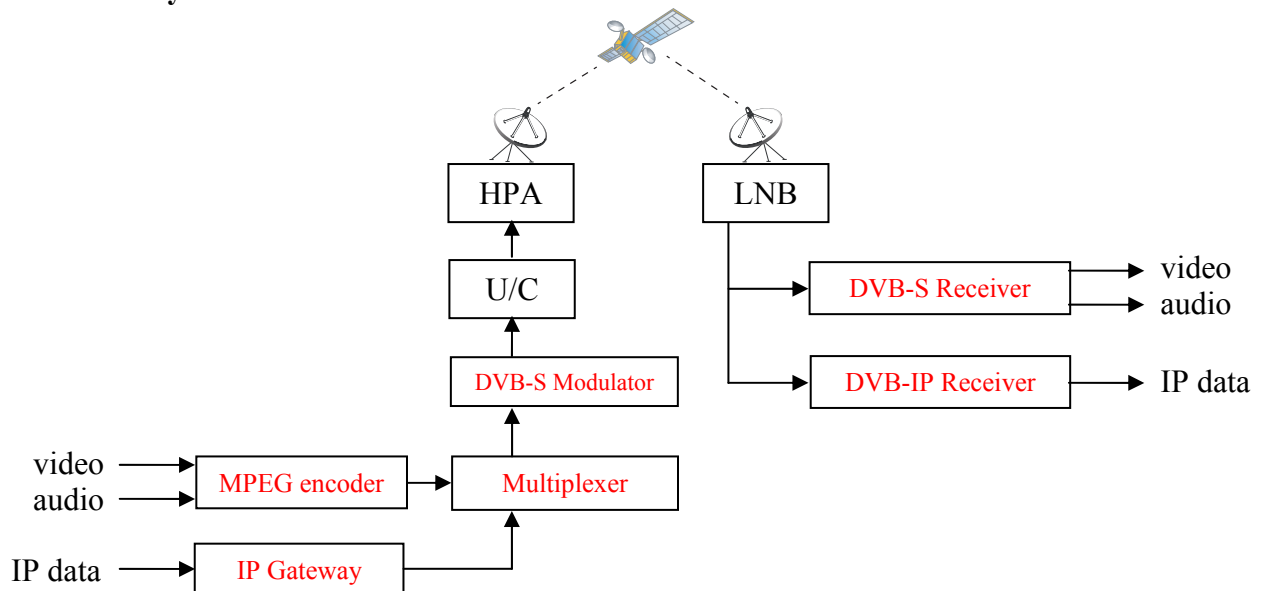 HPA
LNB
U/C
DVB-S Receiver
video
audio
DVB-S Modulator
DVB-IP Receiver
IP data
video
audio
MPEG encoder
Multiplexer
IP data
IP Gateway